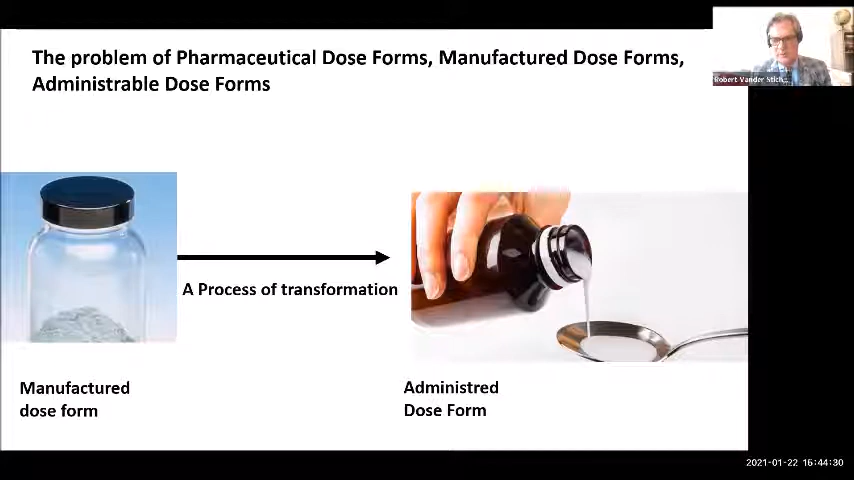 The problem of Pharmaceutical Dose Forms, Manufactured Dose Forms,
Administrable Dose Forms
Robert Vander Stich...
A Process of transformation
Manufactured
dose form
Administred
Dose Form
2021-01-22 16:44:30